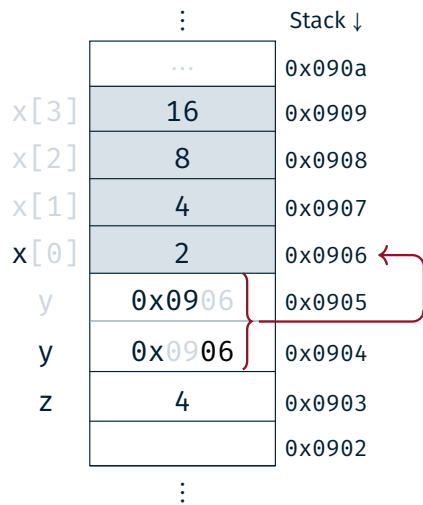 ⋮ Stack ↓
... 0x090a
x[3] 16 0x0909
x[2] 8 0x0908
x[1] 4 0x0907
x[0] 2 0x0906
y 0x0906 0x0905
y 0x0906 0x0904
z 4 0x0903
0x0902
⋮